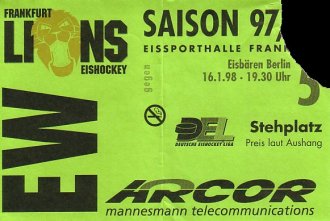 FRANKFURT
LIONS
EISHOCKEY
SAISON 97/
EISSPORTHALLE FRAN
gegen
Eisbären Berlin
16.1.98 - 19.30 Uhr
5
EW
DEL
DEUTSCHE EISHOCKEY LIGA
Stehplatz
Preis laut Aushang
ARCOR
mannesmann telecommunications